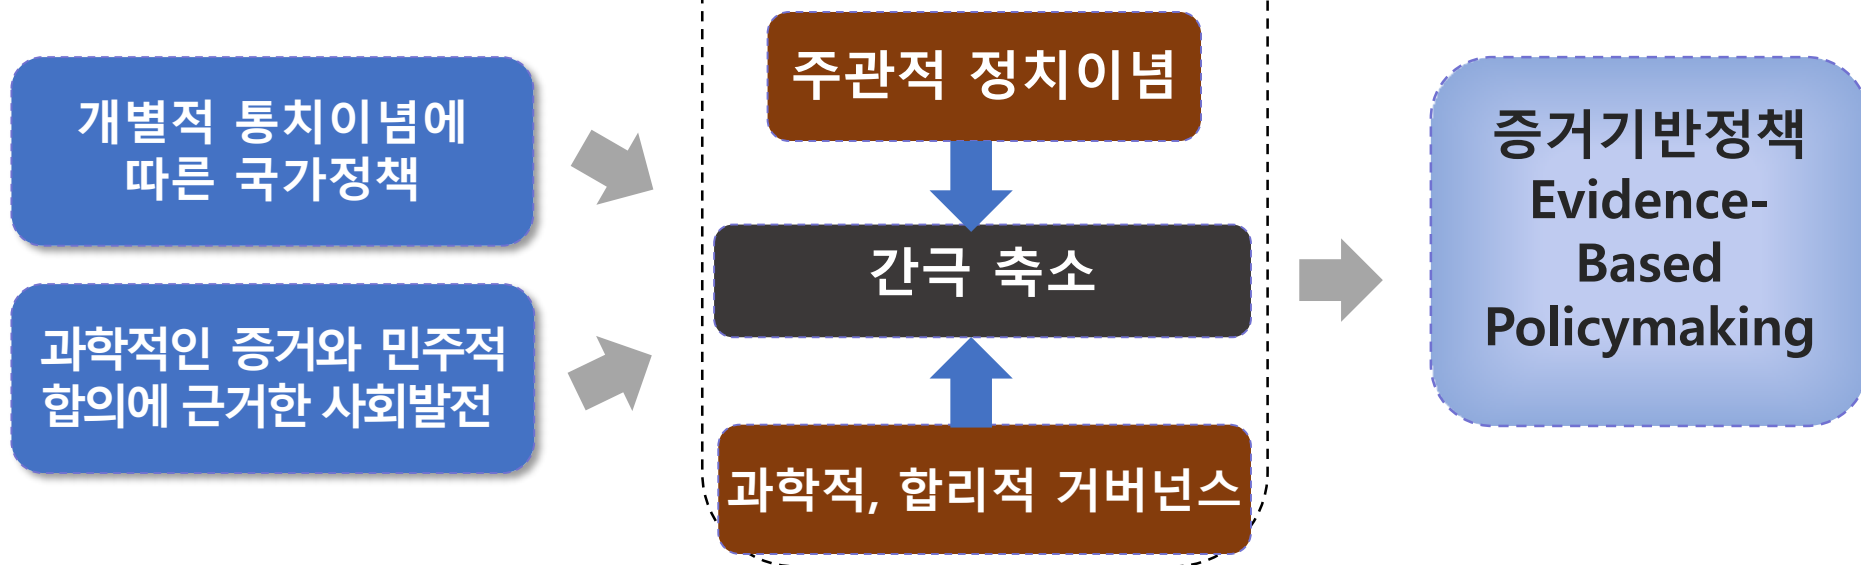 개별적 통치이념에
따른 국가정책
과학적인 증거와 민주적
합의에 근거한 사회발전
주관적 정치이념
간극 축소
과학적, 합리적 거버넌스
증거기반정책
Evidence-
Based
Policymaking